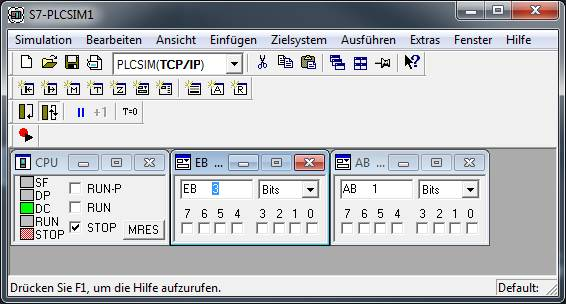 S7-PLCSIM1
Simulation Bearbeiten Ansicht Einfügen Zielsystem Ausführen Extras Fenster Hilfe
PLCSIM(TCP/IP)
+1 T=0
CPU
SF
DP
DC
RUN
STOP
RUN-P
RUN
STOP
MRES
EB ...
EB 3 Bits
7 6 5 4 3 2 1 0
AB ...
AB 1 Bits
7 6 5 4 3 2 1 0
Drücken Sie F1, um die Hilfe aufzurufen.
Default: